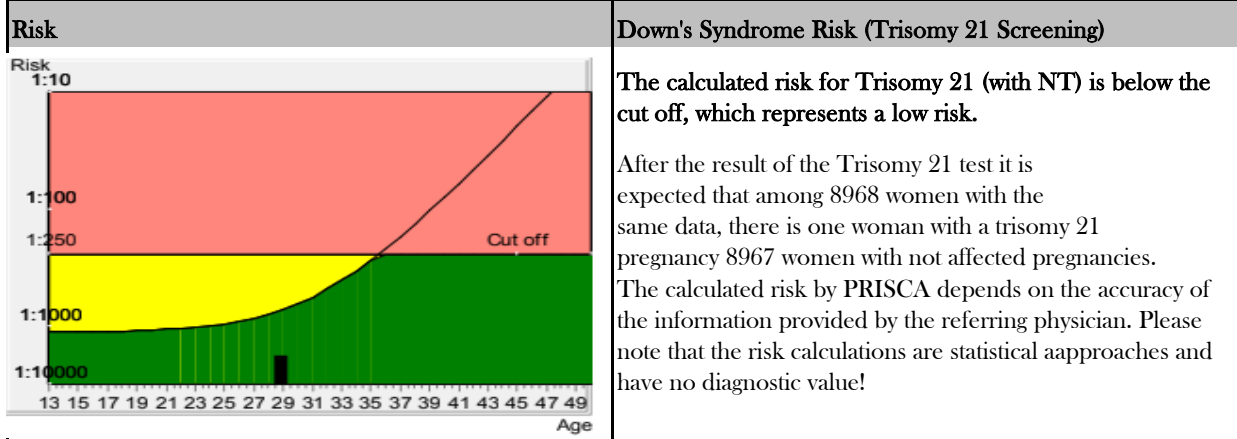 Risk
Down's Syndrome Risk (Trisomy 21 Screening)
Risk
1:10
1:100
1:250
Cut off
1:1000
1:10000
13 15 17 19 21 23 25 27 29 31 33 35 37 39 41 43 45 47 49
Age
The calculated risk for Trisomy 21 (with NT) is below the
cut off, which represents a low risk.
After the result of the Trisomy 21 test it is
expected that among 8968 women with the
same data, there is one woman with a trisomy 21
pregnancy 8967 women with not affected pregnancies.
The calculated risk by PRISCA depends on the accuracy of
the information provided by the referring physician. Please
note that the risk calculations are statistical aapproaches and
have no diagnostic value!